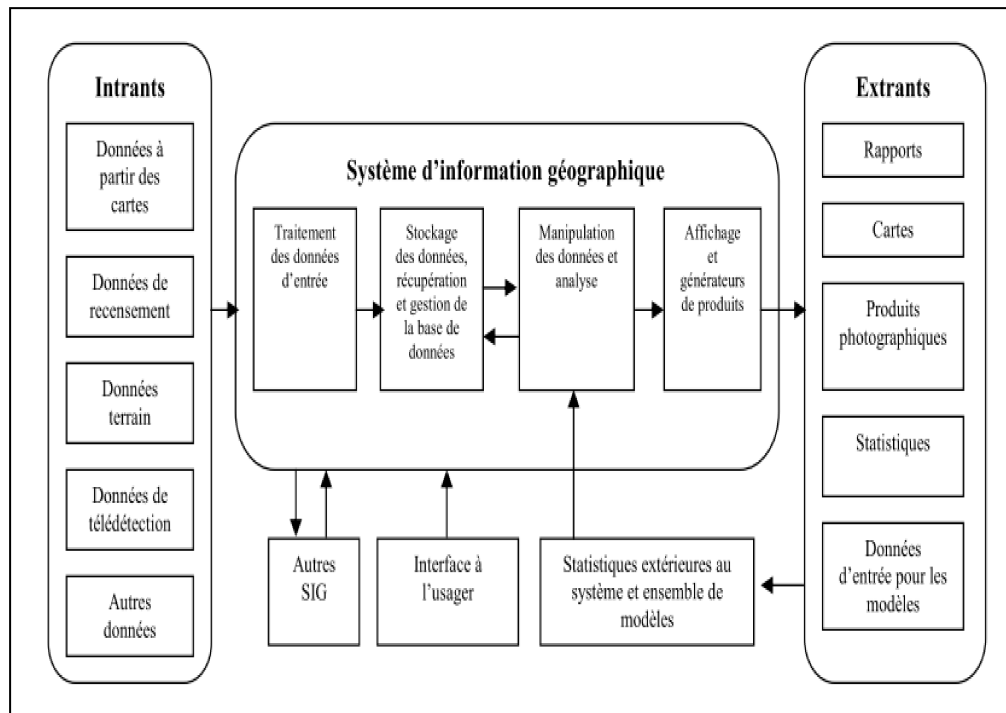 Intrants
Données à
partir des
cartes
Données de
recensement
Données
terrain
Données de
télédétection
Autres
données
Système d'information géographique
Traitement
des données
d'entrée
Stockage
des données,
récupération
et gestion de
la base de
données
Manipulation
des données et
analyse
Affichage
et
générateurs
de produits
Autres
SIG
Interface à
l'usager
Statistiques extérieures au
système et ensemble de
modèles
Extrants
Rapports
Cartes
Produits
photographiques
Statistiques
Données
d'entrée pour les
modèles